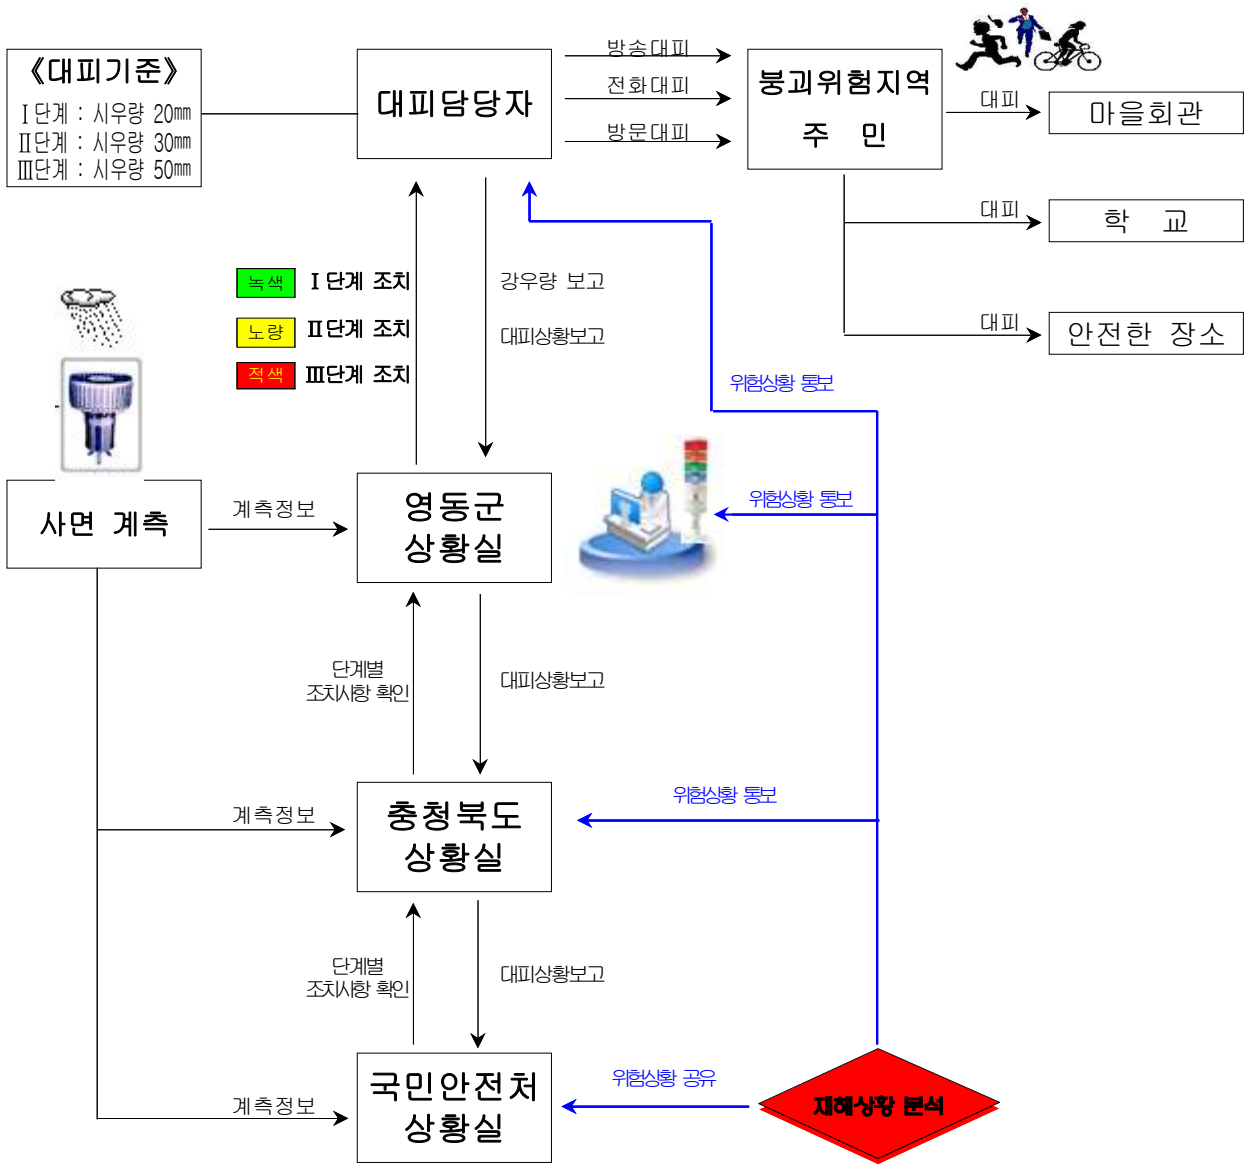 《대피기준》
Ⅰ단계 : 시우량 20㎜
Ⅱ단계 : 시우량 30㎜
Ⅲ단계 : 시우량 50㎜
대피담당자
방송대피
전화대피
방문대피
붕괴위험지역
주 민
대피
마을회관
대피
학 교
대피
안전한 장소
녹색 Ⅰ단계 조치
노량 Ⅱ단계 조치
적색 Ⅲ단계 조치
강우량 보고
대피상황보고
위험상황 통보
사면 계측
계측정보
영동군
상황실
위험상황 통보
단계별
조치사항 확인
대피상황보고
계측정보
충청북도
상황실
위험상황 통보
단계별
조치사항 확인
대피상황보고
계측정보
국민안전처
상황실
위험상황 공유
재해상황 분석